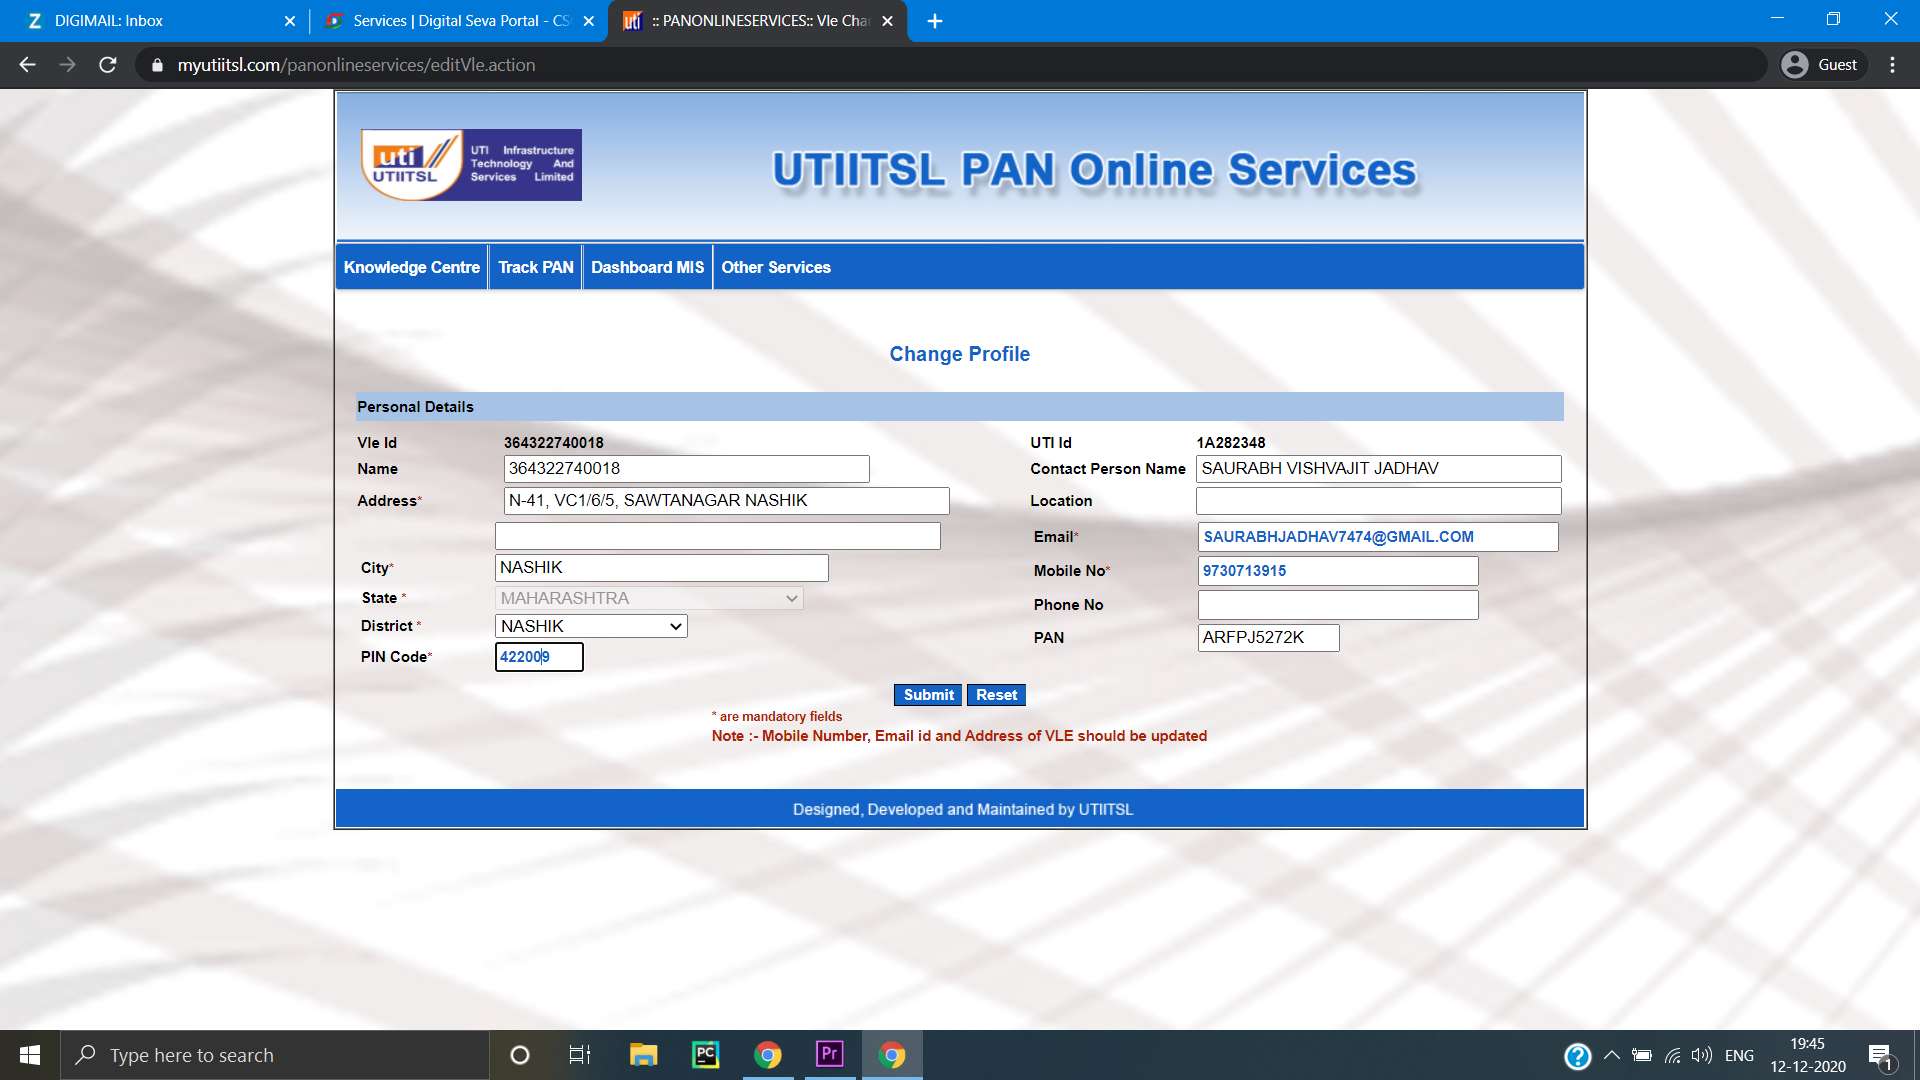 DIGIMAIL: Inbox
Services | Digital Seva Portal - CS
:: PANONLINESERVICES:: Vle Cha
myutiitsl.com/panonlineservices/editVle.action
Guest
uti
UTIITSL
UTI Infrastructure
Technology And
Services Limited
UTIITSL PAN Online Services
Knowledge Centre
Track PAN
Dashboard MIS
Other Services
Change Profile
Personal Details
Vle Id 364322740018 UTI Id 1A282348
Name 364322740018 Contact Person Name SAURABH VISHVAJIT JADHAV
Address* N-41, VC1/6/5, SAWTANAGAR NASHIK Location
Email* SAURABHJADHAV7474@GMAIL.COM
City* NASHIK Mobile No* 9730713915
State * MAHARASHTRA Phone No
District * NASHIK PAN ARFPJ5272K
PIN Code* 422009
Submit Reset
* are mandatory fields
Note :- Mobile Number, Email id and Address of VLE should be updated
Designed, Developed and Maintained by UTIITSL
Type here to search
PC
Pr
ENG
19:45
12-12-2020
1